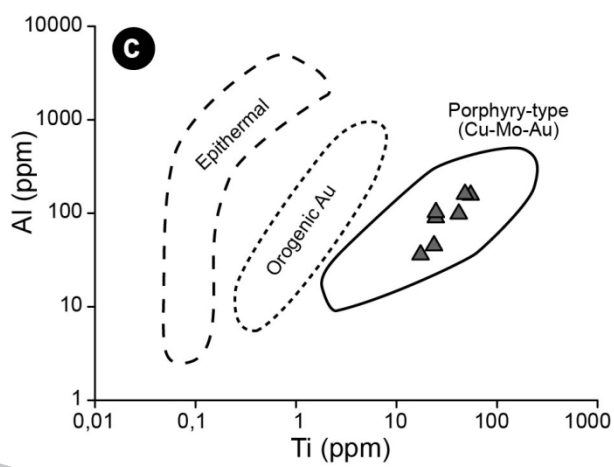 C
10000
1000
100
10
1
Al (ppm)
Epithermal
Orogenic Au
Porphyry-type
(Cu-Mo-Au)
0,01
0,1
1
10
100
1000
Ti (ppm)